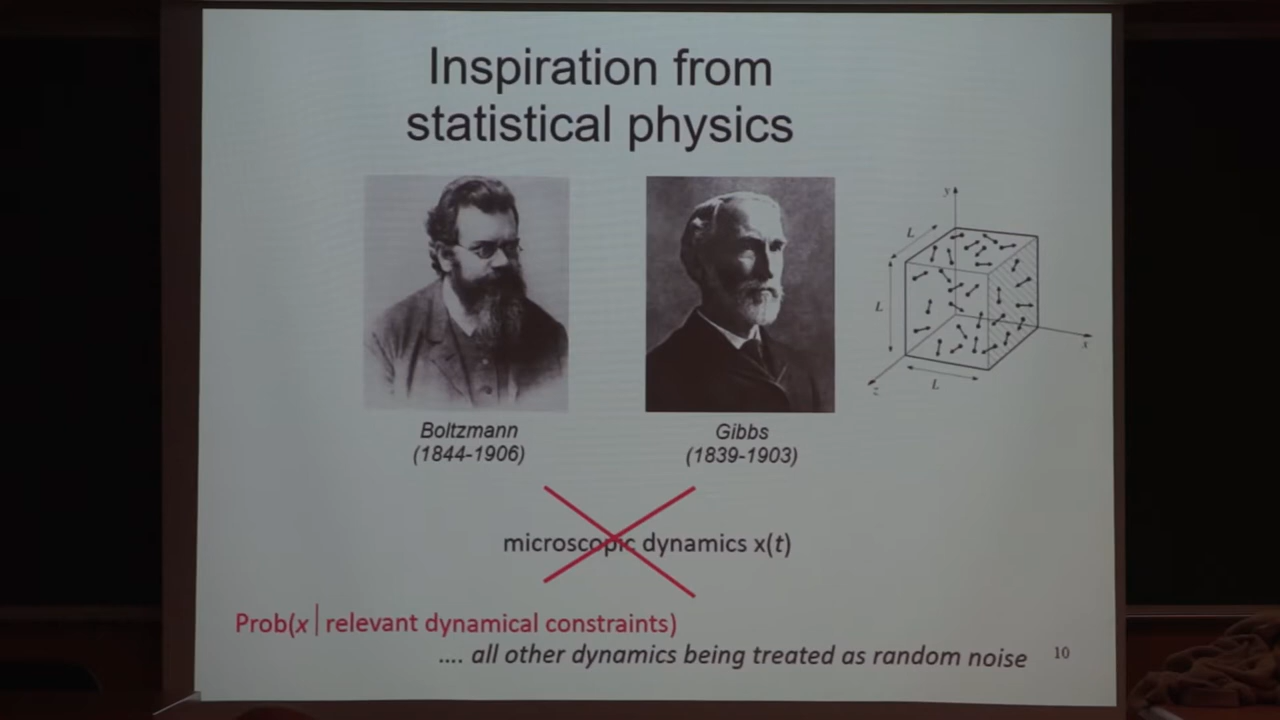 Inspiration from
statistical physics
y
L
L
x
z
L
Boltzmann
(1844-1906)
Gibbs
(1839-1903)
microscopic dynamics x(t)
Prob(x | relevant dynamical constraints)
.... all other dynamics being treated as random noise
10